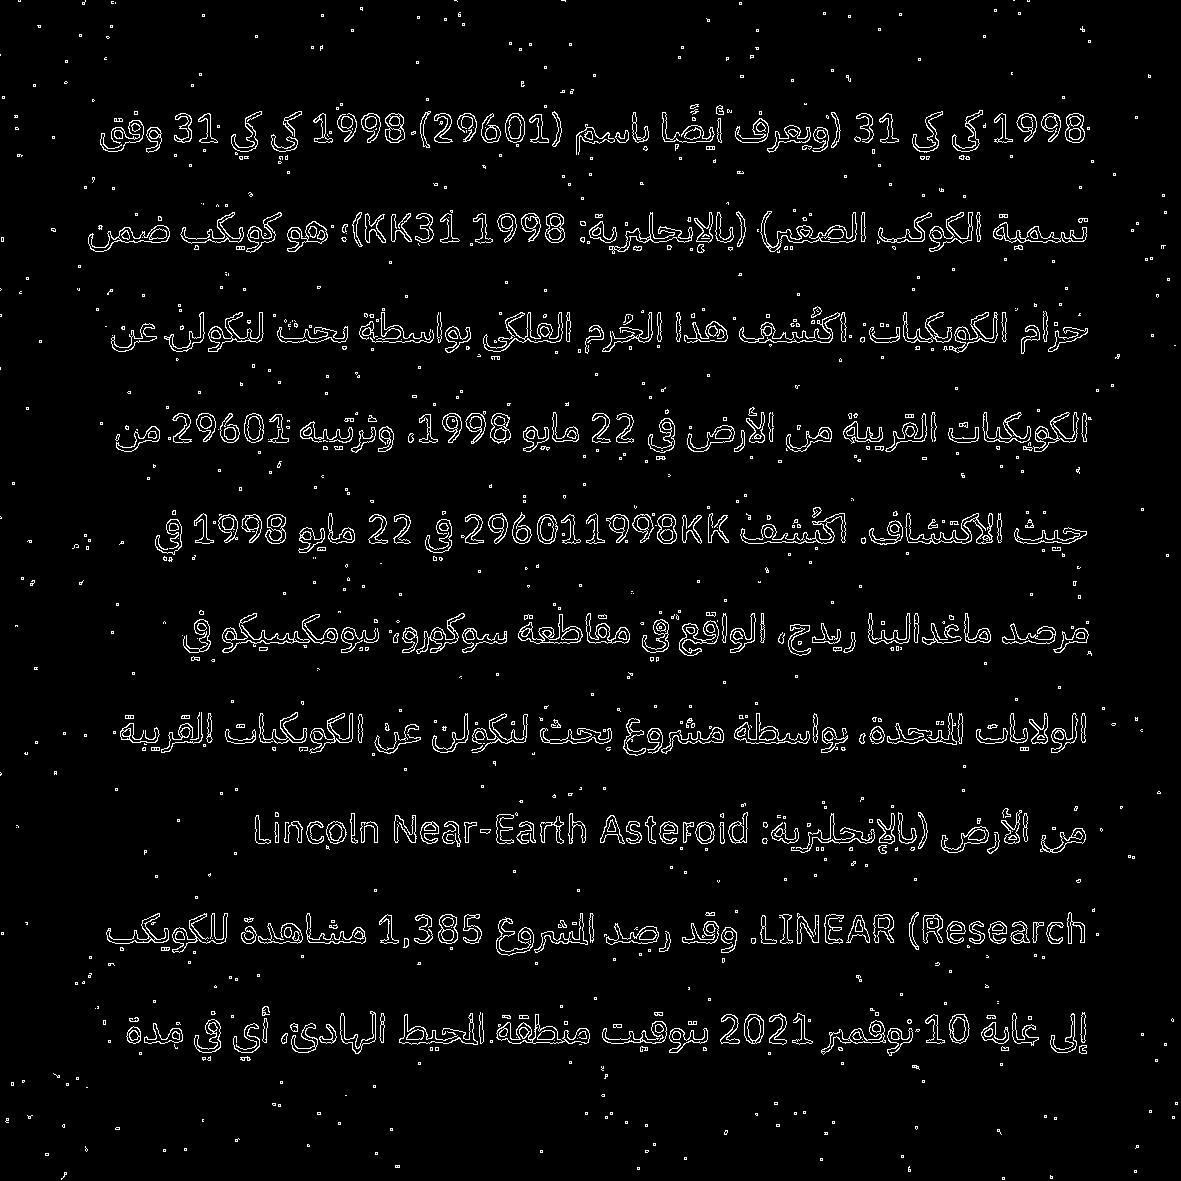 1998 كي كي 31 (ويعرف أيضًا باسم (29601) 1998 كي كي 31 وفق
تسمية الكوكب الصغير) (بالإنجليزية: 1998 KK31)؛ هو كويكب ضمن
حزام الكويكبات. اكتُشف هذا الجُرم الفلكي بواسطة بحث لنكولن عن
الكويكبات القريبة من الأرض في 22 مايو 1998، وترتيبه 29601 من
حيث الاكتشاف. اكتُشف 296011998KK في 22 مايو 1998 في
مرصد ماغدالينا ريدج، الواقع في مقاطعة سوكورو، نيومكسيكو في
الولايات المتحدة، بواسطة مشروع بحث لنكولن عن الكويكبات القريبة
من الأرض (بالإنجليزية: Lincoln Near-Earth Asteroid
Research) LINEAR. وقد رصد المشروع 1,385 مشاهدة للكويكب
إلى غاية 10 نوفمبر 2021 بتوقيت منطقة المحيط الهادئ، أي في مدة